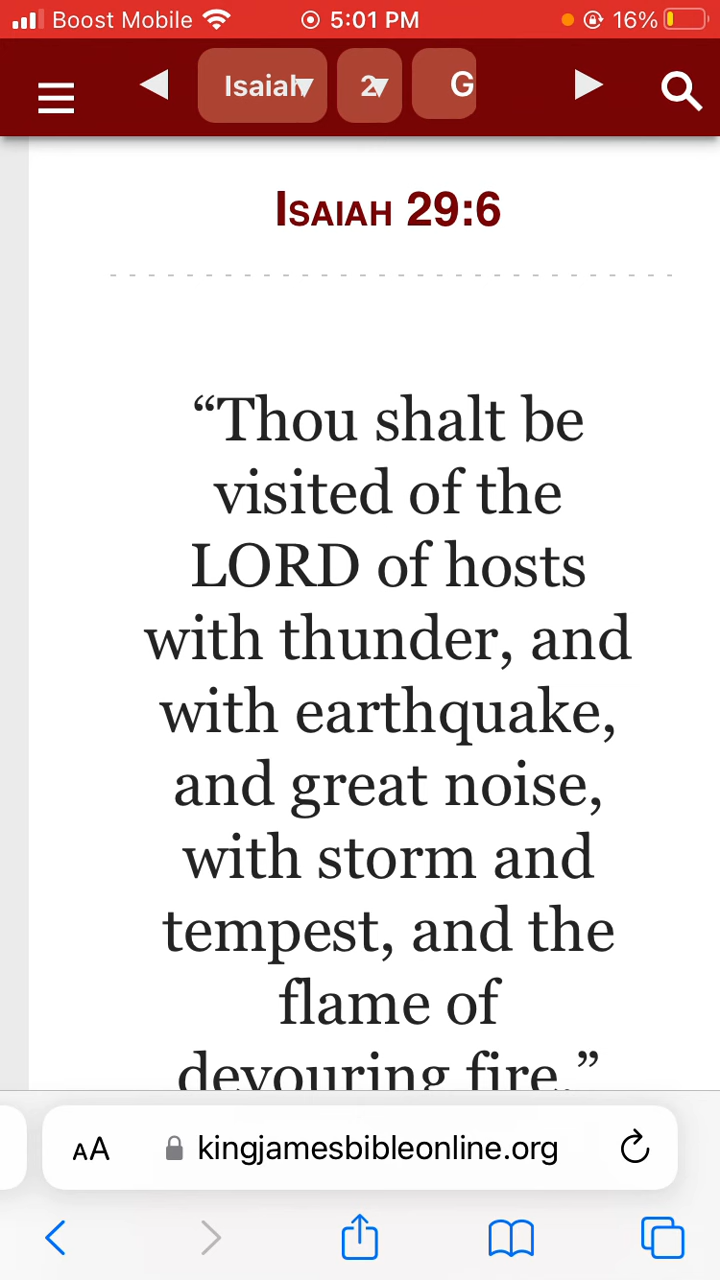 Boost Mobile 5:01 PM 16%
Isaiah 2 G
ISAIAH 29:6
“Thou shalt be
visited of the
LORD of hosts
with thunder, and
with earthquake,
and great noise,
with storm and
tempest, and the
flame of
devouring fire.”
AA kingjamesbibleonline.org